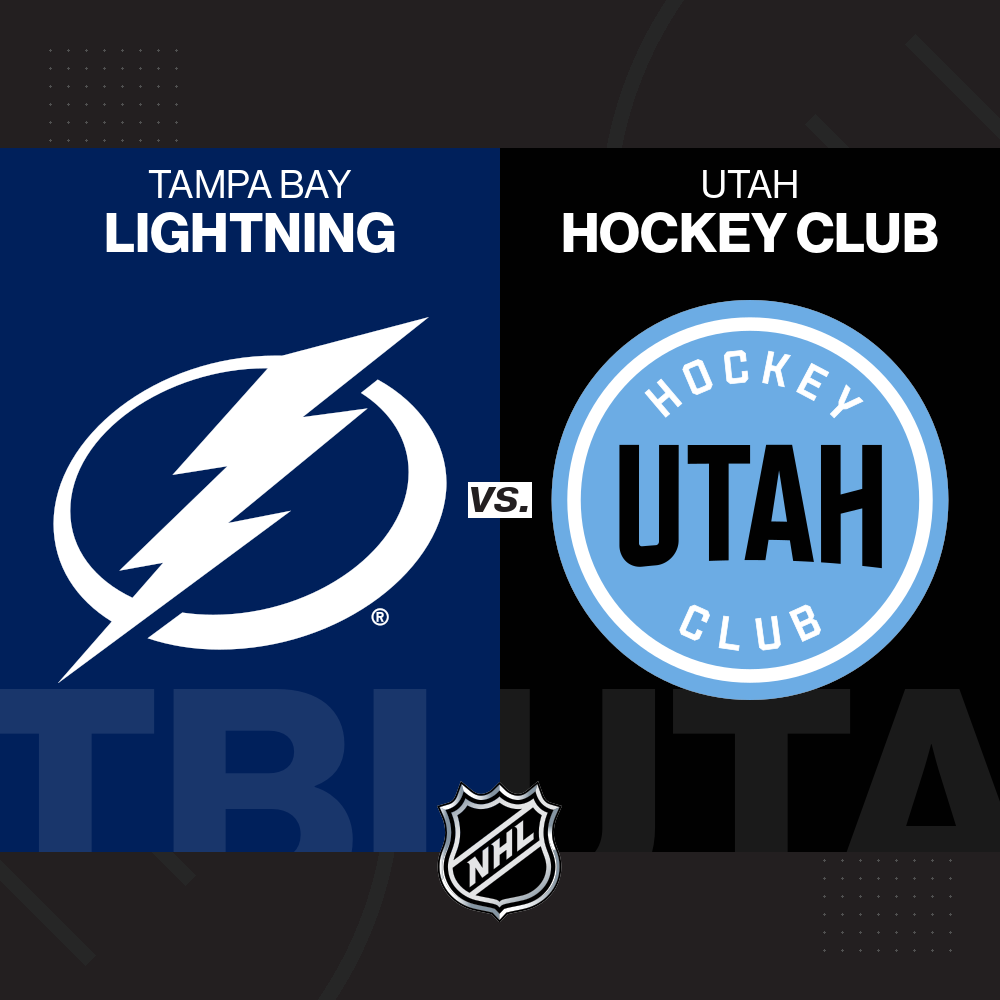 TAMPA BAY
LIGHTNING
UTAH
HOCKEY CLUB
HOCKEY
UTAH
CLUB
VS.
®
TBL
UTA
NHL